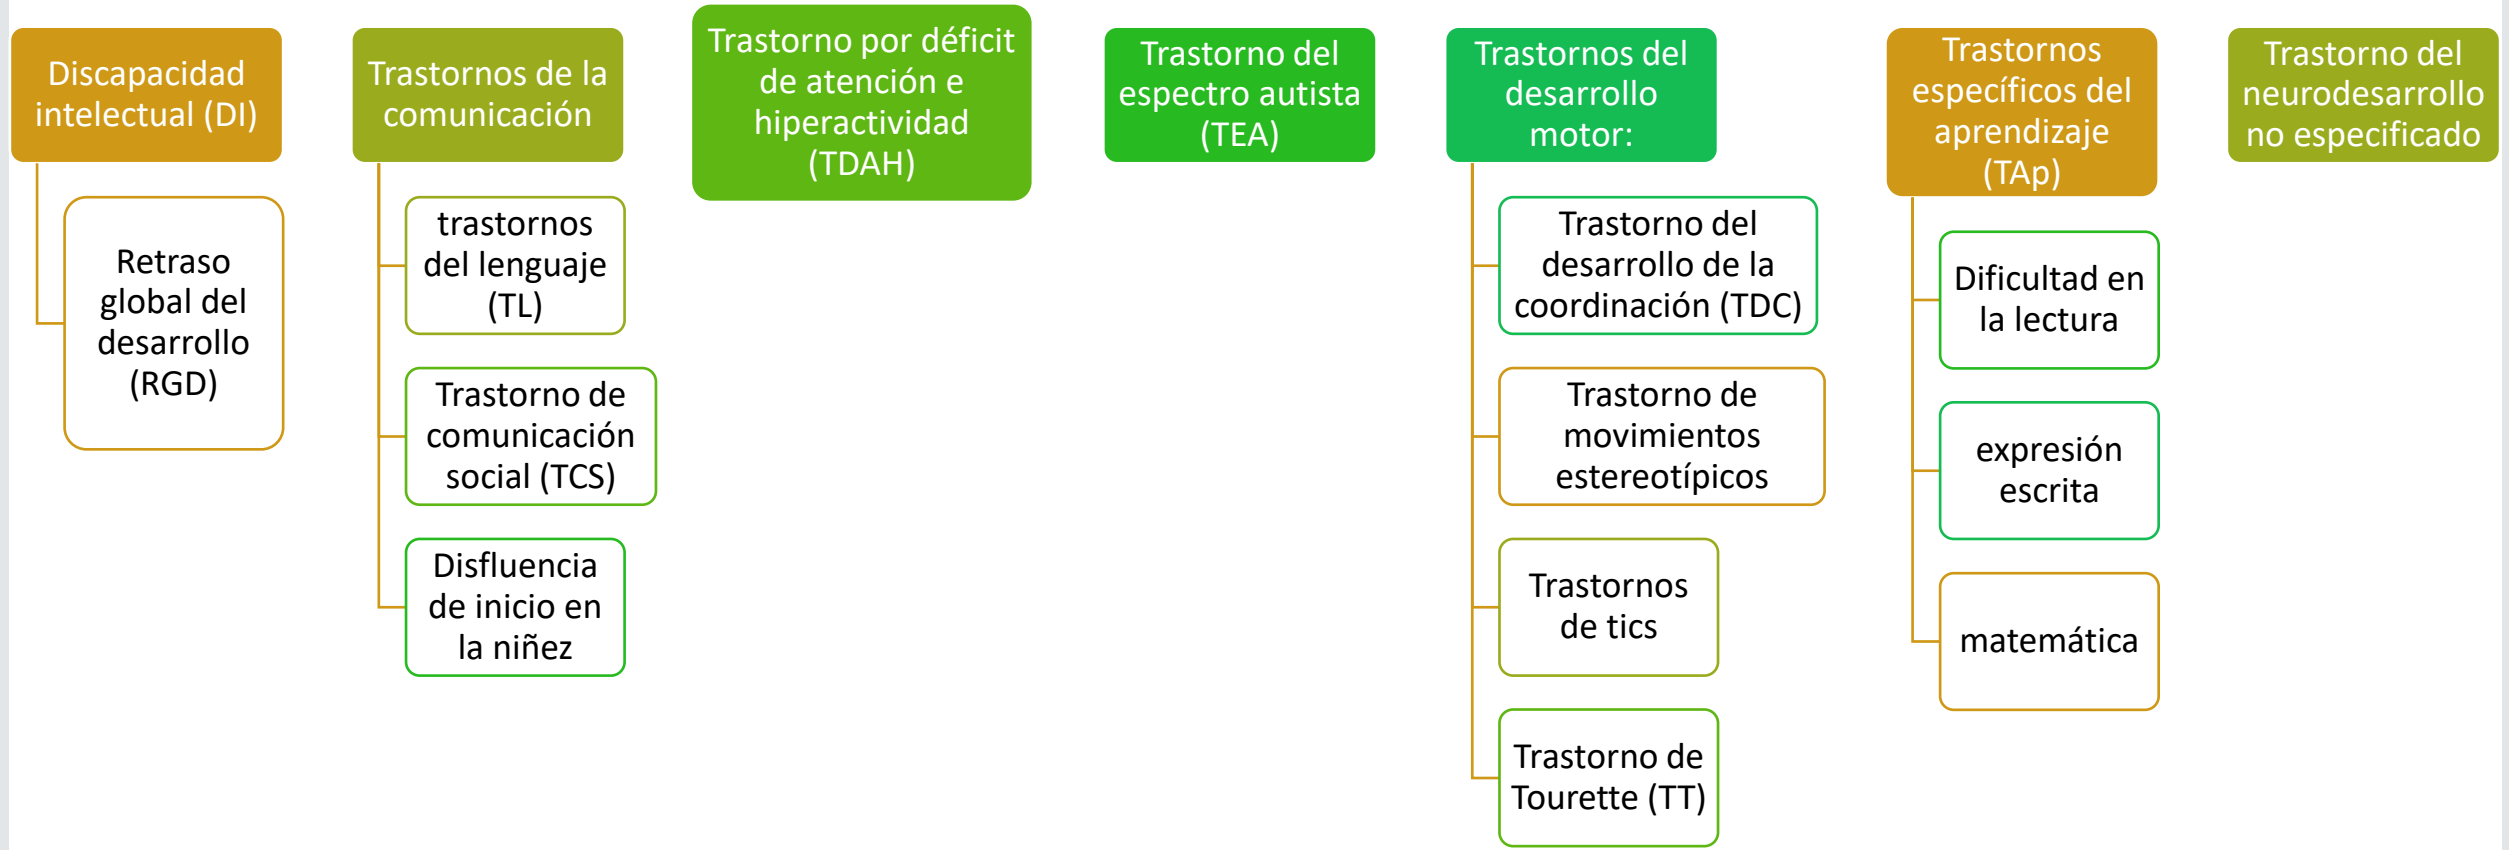 Discapacidad
intelectual (DI)
Retraso
global del
desarrollo
(RGD)
Trastornos de la
comunicación
trastornos
del lenguaje
(TL)
Trastorno de
comunicación
social (TCS)
Disfluencia
de inicio en
la niñez
Trastorno por déficit
de atención e
hiperactividad
(TDAH)
Trastorno del
espectro autista
(TEA)
Trastornos del
desarrollo
motor:
Trastorno del
desarrollo de la
coordinación (TDC)
Trastorno de
movimientos
estereotípicos
Trastornos
de tics
Trastorno de
Tourette (TT)
Trastornos
específicos del
aprendizaje
(TAp)
Dificultad en
la lectura
expresión
escrita
matemática
Trastorno del
neurodesarrollo
no especificado